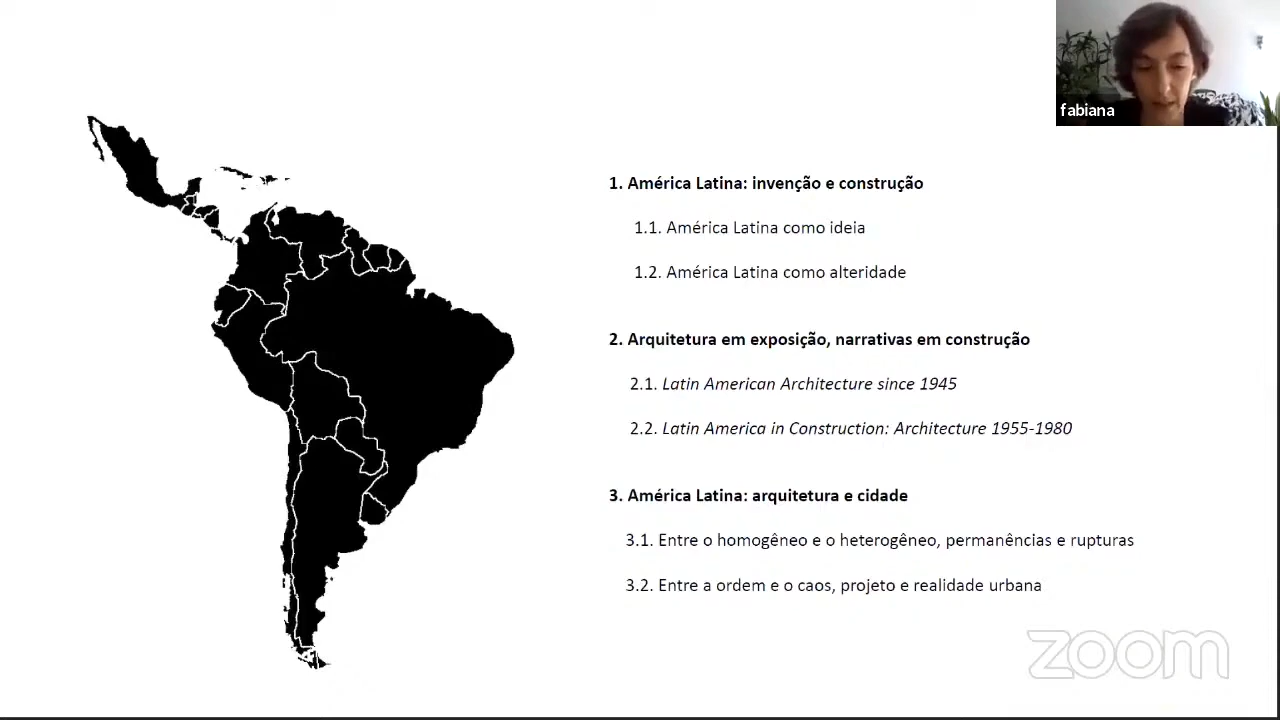 fabiana
1. América Latina: invenção e construção
1.1. América Latina como ideia
1.2. América Latina como alteridade
2. Arquitetura em exposição, narrativas em construção
2.1. Latin American Architecture since 1945
2.2. Latin America in Construction: Architecture 1955-1980
3. América Latina: arquitetura e cidade
3.1. Entre o homogêneo e o heterogêneo, permanências e rupturas
3.2. Entre a ordem e o caos, projeto e realidade urbana
zoom